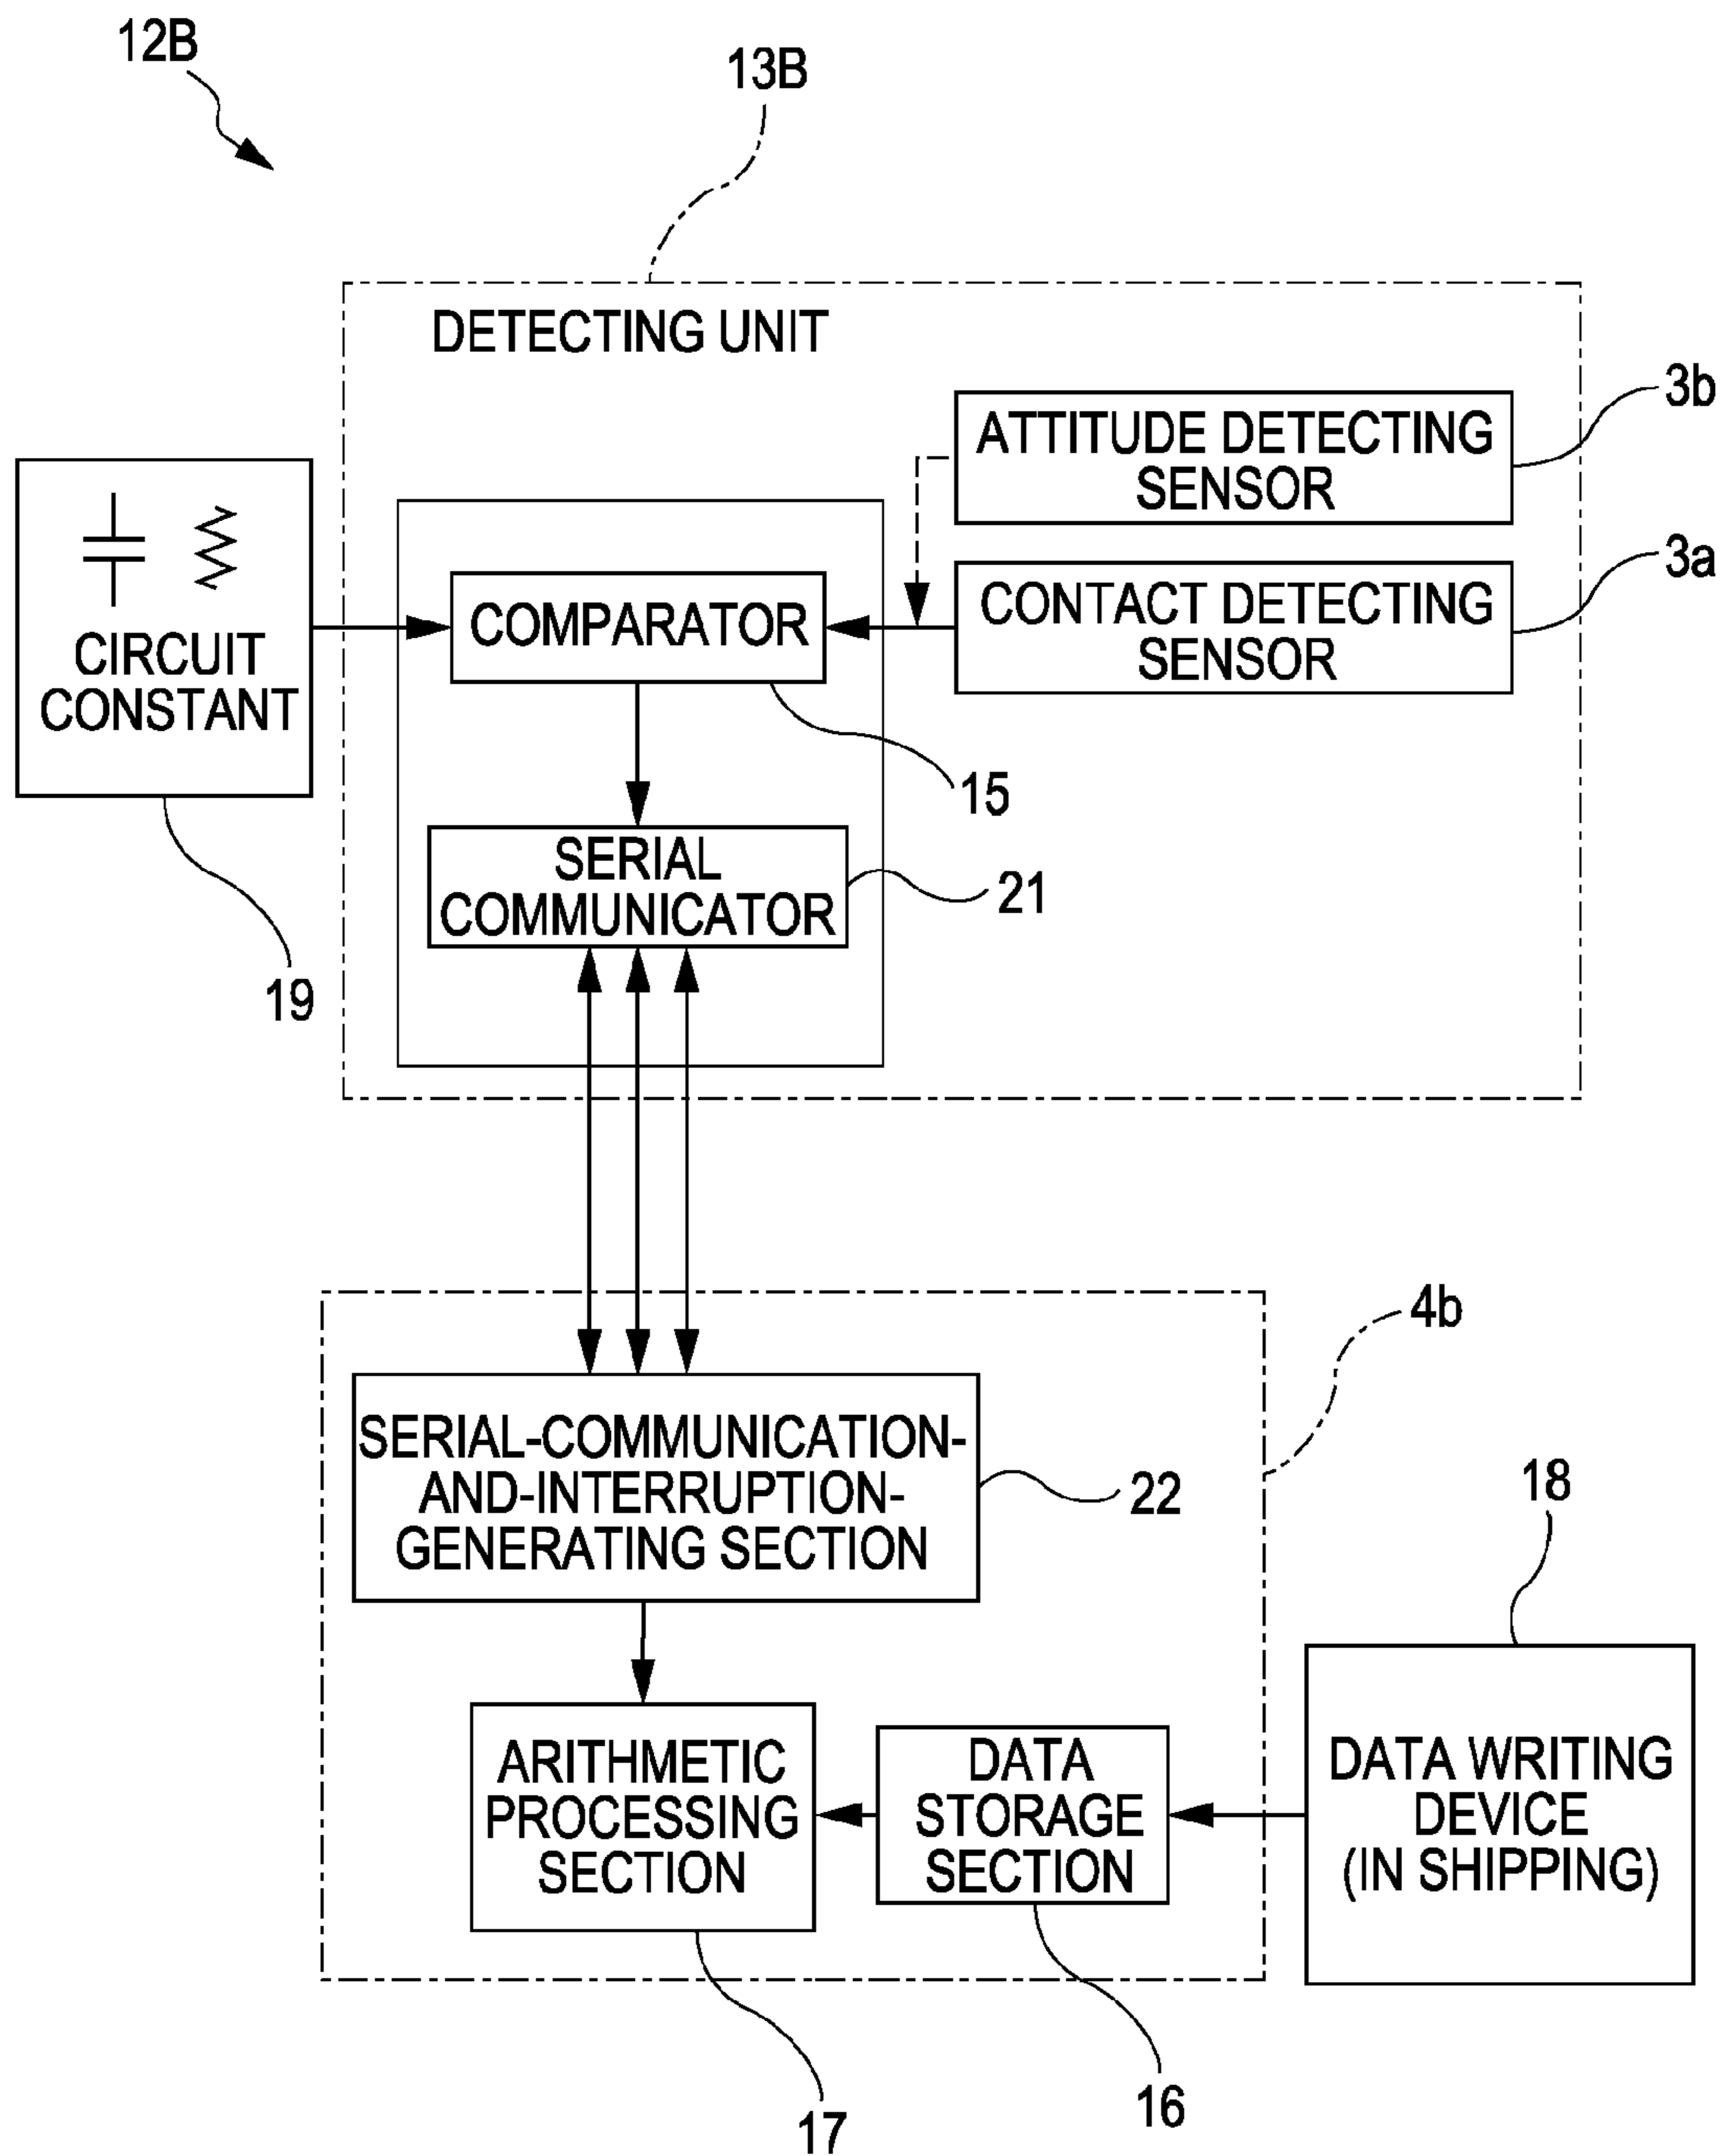 12B
13B
DETECTING UNIT
3b
ATTITUDE DETECTING
SENSOR
3a
CONTACT DETECTING
SENSOR
COMPARATOR
CIRCUIT
CONSTANT
15
SERIAL
COMMUNICATOR
21
19
4b
SERIAL-COMMUNICATION-
AND-INTERRUPTION-
GENERATING SECTION
22
18
ARITHMETIC
PROCESSING
SECTION
DATA
STORAGE
SECTION
DATA WRITING
DEVICE
(IN SHIPPING)
16
17